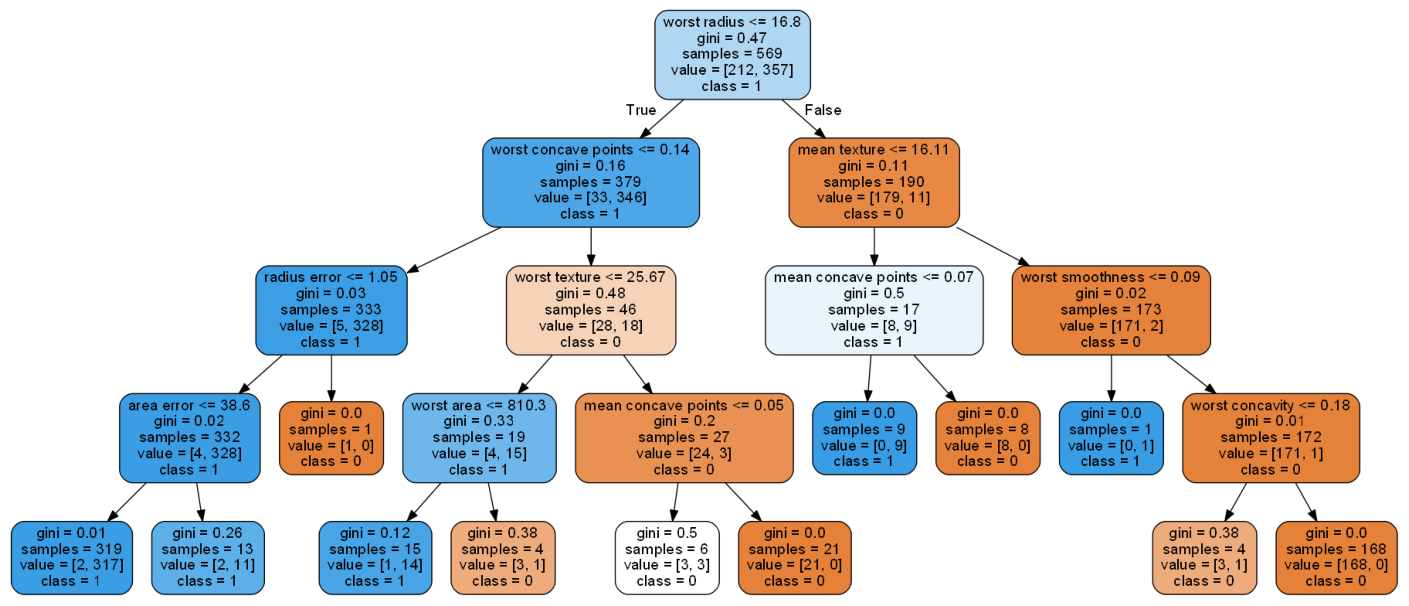 worst radius <= 16.8
gini = 0.47
samples = 569
value = [212, 357]
class = 1
True
False
worst concave points <= 0.14
gini = 0.16
samples = 379
value = [33, 346]
class = 1
mean texture <= 16.11
gini = 0.11
samples = 190
value = [179, 11]
class = 0
radius error <= 1.05
gini = 0.03
samples = 333
value = [5, 328]
class = 1
worst texture <= 25.67
gini = 0.48
samples = 46
value = [28, 18]
class = 0
mean concave points <= 0.07
gini = 0.5
samples = 17
value = [8, 9]
class = 1
worst smoothness <= 0.09
gini = 0.02
samples = 173
value = [171, 2]
class = 0
area error <= 38.6
gini = 0.02
samples = 332
value = [4, 328]
class = 1
gini = 0.0
samples = 1
value = [1, 0]
class = 0
worst area <= 810.3
gini = 0.33
samples = 19
value = [4, 15]
class = 1
mean concave points <= 0.05
gini = 0.2
samples = 27
value = [24, 3]
class = 0
gini = 0.0
samples = 9
value = [0, 9]
class = 1
gini = 0.0
samples = 8
value = [8, 0]
class = 0
gini = 0.0
samples = 1
value = [0, 1]
class = 1
worst concavity <= 0.18
gini = 0.01
samples = 172
value = [171, 1]
class = 0
gini = 0.01
samples = 319
value = [2, 317]
class = 1
gini = 0.26
samples = 13
value = [2, 11]
class = 1
gini = 0.12
samples = 15
value = [1, 14]
class = 1
gini = 0.38
samples = 4
value = [3, 1]
class = 0
gini = 0.5
samples = 6
value = [3, 3]
class = 0
gini = 0.0
samples = 21
value = [21, 0]
class = 0
gini = 0.38
samples = 4
value = [3, 1]
class = 0
gini = 0.0
samples = 168
value = [168, 0]
class = 0